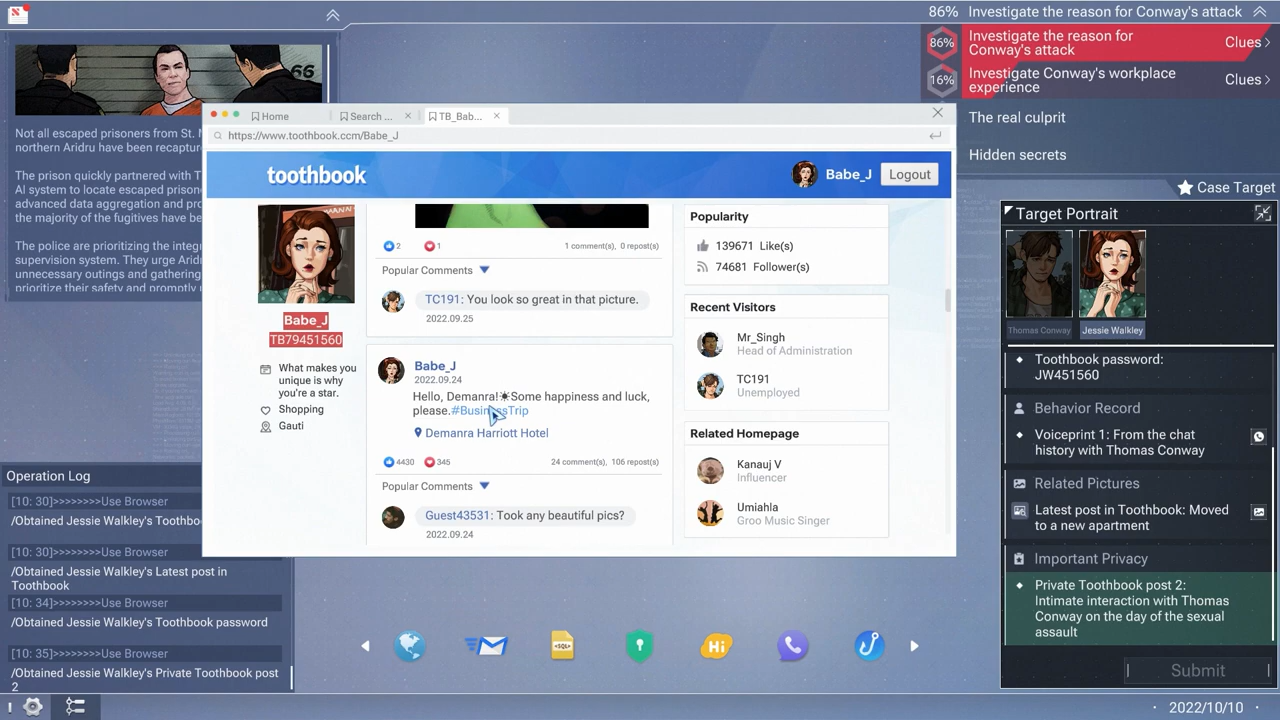 86%
Investigate the reason for Conway's attack
86%
Investigate the reason for
Conway's attack
Clues
16%
Investigate Conway's workplace
experience
Clues
The real culprit
Hidden secrets
Case Target
66
Not all escaped prisoners from St. M
northern Aridru have been recapture
The prison quickly partnered with T
AI system to locate escaped prisone
advanced data aggregation and pro
the majority of the fugitives have be
The police are prioritizing the integr
supervision system. They urge Aridr
unnecessary outings and gathering
prioritize their safety and promptly
Home
Search ...
TB_Bab...
https://www.toothbook.ccm/Babe_J
toothbook
Babe_J
Logout
Babe_J
TB79451560
What makes you
unique is why
you're a star.
Shopping
Gauti
2
1
1 comment(s), 0 repost(s)
Popular Comments
TC191: You look so great in that picture.
2022.09.25
Babe_J
2022.09.24
Hello, Demanra!☀Some happiness and luck,
please.#BusinessTrip
Demanra Harriott Hotel
4430
345
24 comment(s), 106 repost(s)
Popular Comments
Guest43531: Took any beautiful pics?
2022.09.24
Popularity
139671 Like(s)
74681 Follower(s)
Recent Visitors
Mr_Singh
Head of Administration
TC191
Unemployed
Related Homepage
Kanauj V
Influencer
Umiahla
Groo Music Singer
Target Portrait
Thomas Conway
Jessie Walkley
Toothbook password:
JW451560
Behavior Record
Voiceprint 1: From the chat
history with Thomas Conway
Related Pictures
Latest post in Toothbook: Moved
to a new apartment
Important Privacy
Private Toothbook post 2:
Intimate interaction with Thomas
Conway on the day of the sexual
assault
Submit
Operation Log
[10: 30]>>>>>>>>Use Browser
/Obtained Jessie Walkley's Toothbo
[10: 30]>>>>>>>>Use Browser
/Obtained Jessie Walkley's Latest post in
Toothbook
[10: 34]>>>>>>>>Use Browser
/Obtained Jessie Walkley's Toothbook password
[10: 35]>>>>>>>>Use Browser
/Obtained Jessie Walkley's Private Toothbook post
2
<SQL>
Hi
2022/10/10